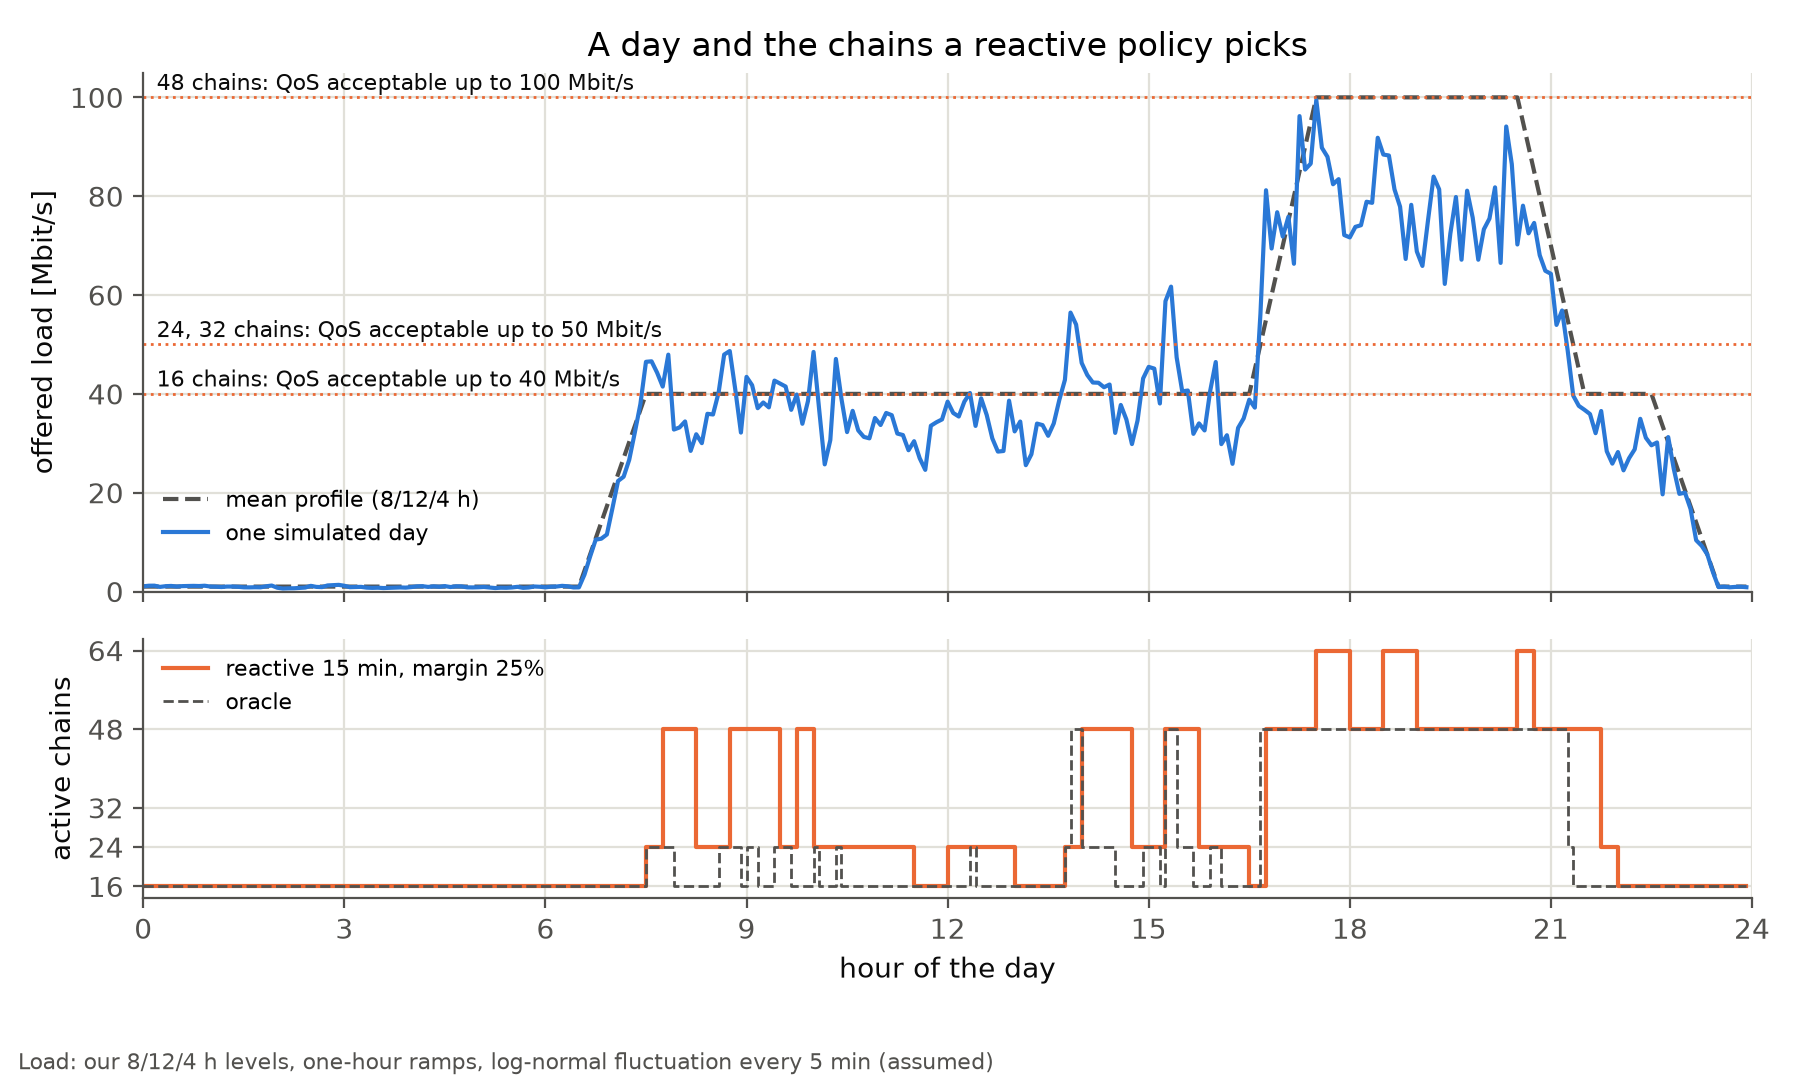 A day and the chains a reactive policy picks
48 chains: QoS acceptable up to 100 Mbit/s
24, 32 chains: QoS acceptable up to 50 Mbit/s
16 chains: QoS acceptable up to 40 Mbit/s
offered load [Mbit/s]
100
80
60
40
20
0
mean profile (8/12/4 h)
one simulated day
active chains
64
48
32
24
16
reactive 15 min, margin 25%
oracle
0 3 6 9 12 15 18 21 24
hour of the day
Load: our 8/12/4 h levels, one-hour ramps, log-normal fluctuation every 5 min (assumed)